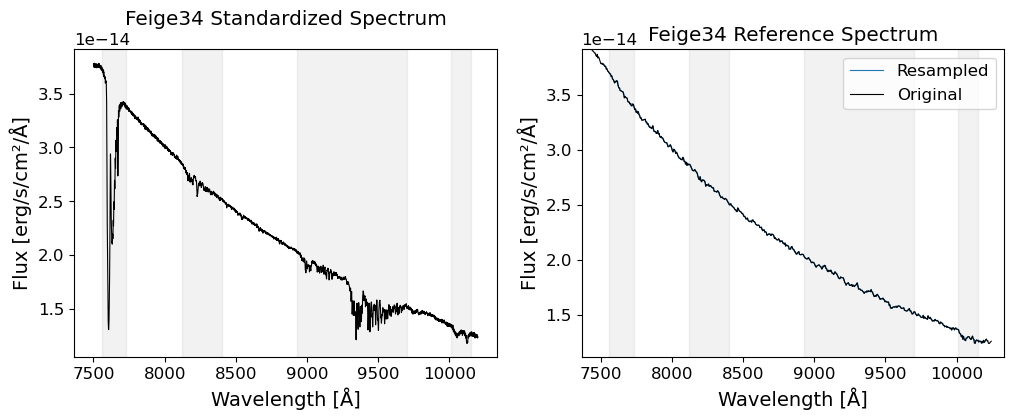 Feige34 Standardized Spectrum
1e−14
3.5
3.0
2.5
2.0
1.5
7500 8000 8500 9000 9500 10000
Wavelength [Å]
Flux [erg/s/cm²/Å]
Feige34 Reference Spectrum
1e−14
Resampled
Original
3.5
3.0
2.5
2.0
1.5
7500 8000 8500 9000 9500 10000
Wavelength [Å]
Flux [erg/s/cm²/Å]